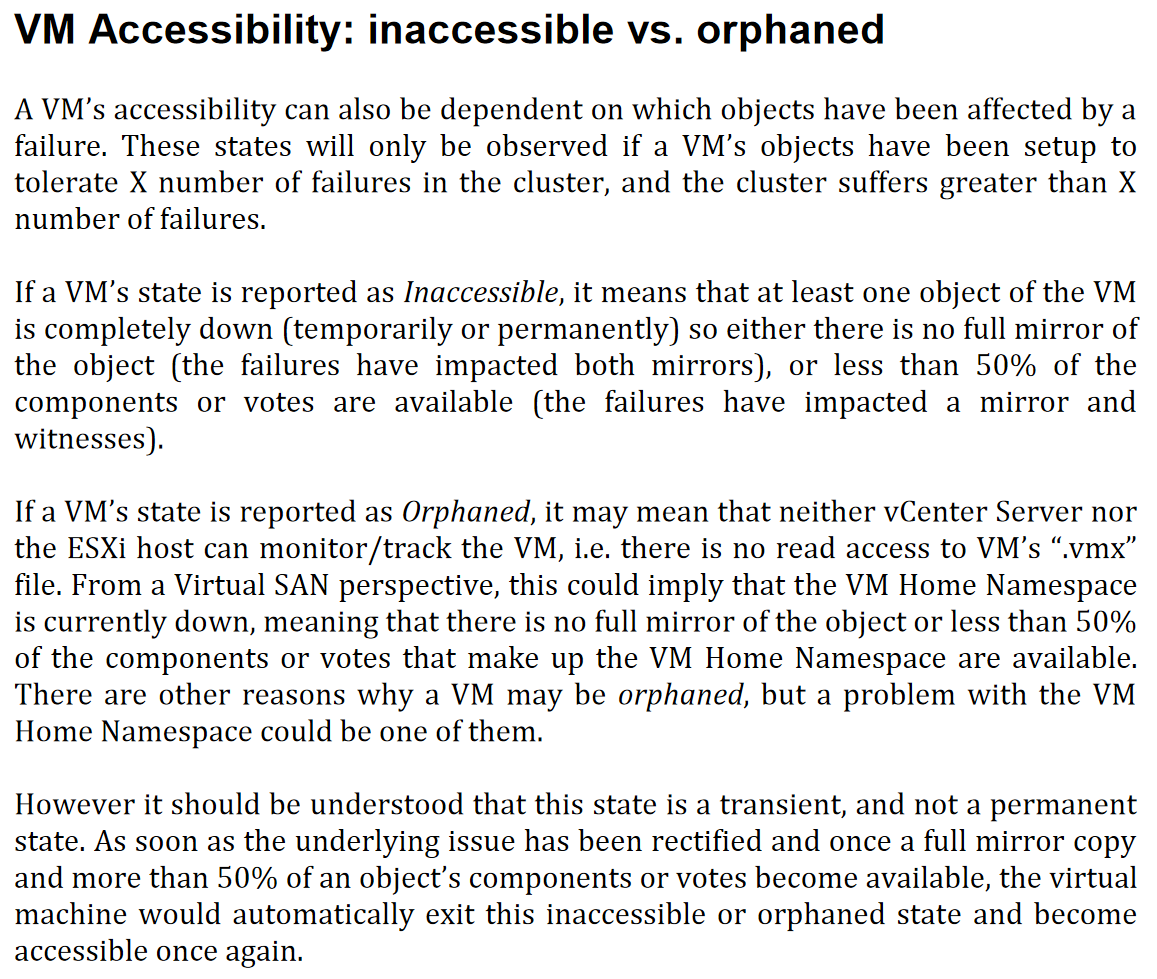 VM Accessibility: inaccessible vs. orphaned
A VM’s accessibility can also be dependent on which objects have been affected by a
failure. These states will only be observed if a VM’s objects have been setup to
tolerate X number of failures in the cluster, and the cluster suffers greater than X
number of failures.
If a VM’s state is reported as Inaccessible, it means that at least one object of the VM
is completely down (temporarily or permanently) so either there is no full mirror of
the object (the failures have impacted both mirrors), or less than 50% of the
components or votes are available (the failures have impacted a mirror and
witnesses).
If a VM’s state is reported as Orphaned, it may mean that neither vCenter Server nor
the ESXi host can monitor/track the VM, i.e. there is no read access to VM’s “.vmx”
file. From a Virtual SAN perspective, this could imply that the VM Home Namespace
is currently down, meaning that there is no full mirror of the object or less than 50%
of the components or votes that make up the VM Home Namespace are available.
There are other reasons why a VM may be orphaned, but a problem with the VM
Home Namespace could be one of them.
However it should be understood that this state is a transient, and not a permanent
state. As soon as the underlying issue has been rectified and once a full mirror copy
and more than 50% of an object’s components or votes become available, the virtual
machine would automatically exit this inaccessible or orphaned state and become
accessible once again.